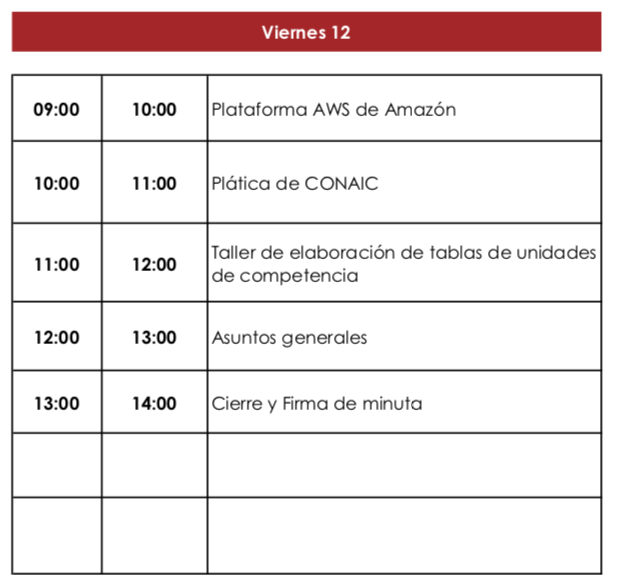 Viernes 12
09:00 10:00 Plataforma AWS de Amazón
10:00 11:00 Plática de CONAIC
11:00 12:00 Taller de elaboración de tablas de unidades
de competencia
12:00 13:00 Asuntos generales
13:00 14:00 Cierre y Firma de minuta